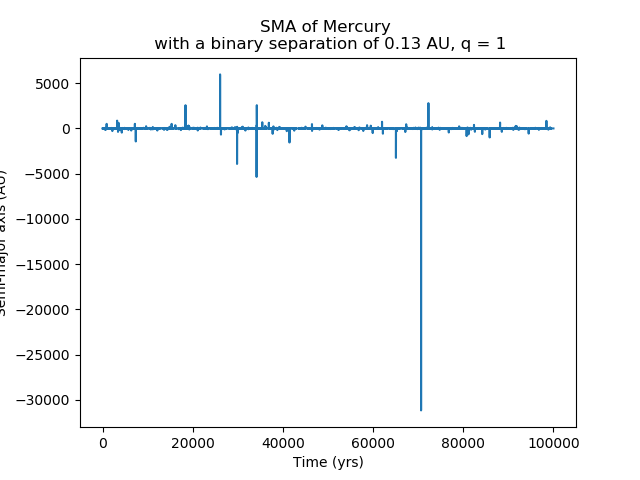 SMA of Mercury
with a binary separation of 0.13 AU, q = 1
5000
0
−5000
−10000
−15000
−20000
−25000
−30000
Semi-major axis (AU)
0 20000 40000 60000 80000 100000
Time (yrs)